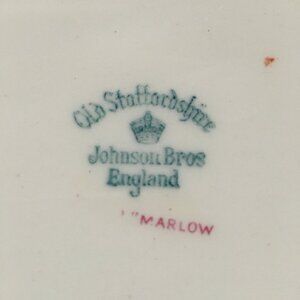 Old Staffordshire
Johnson Bros
England
"MARLOW